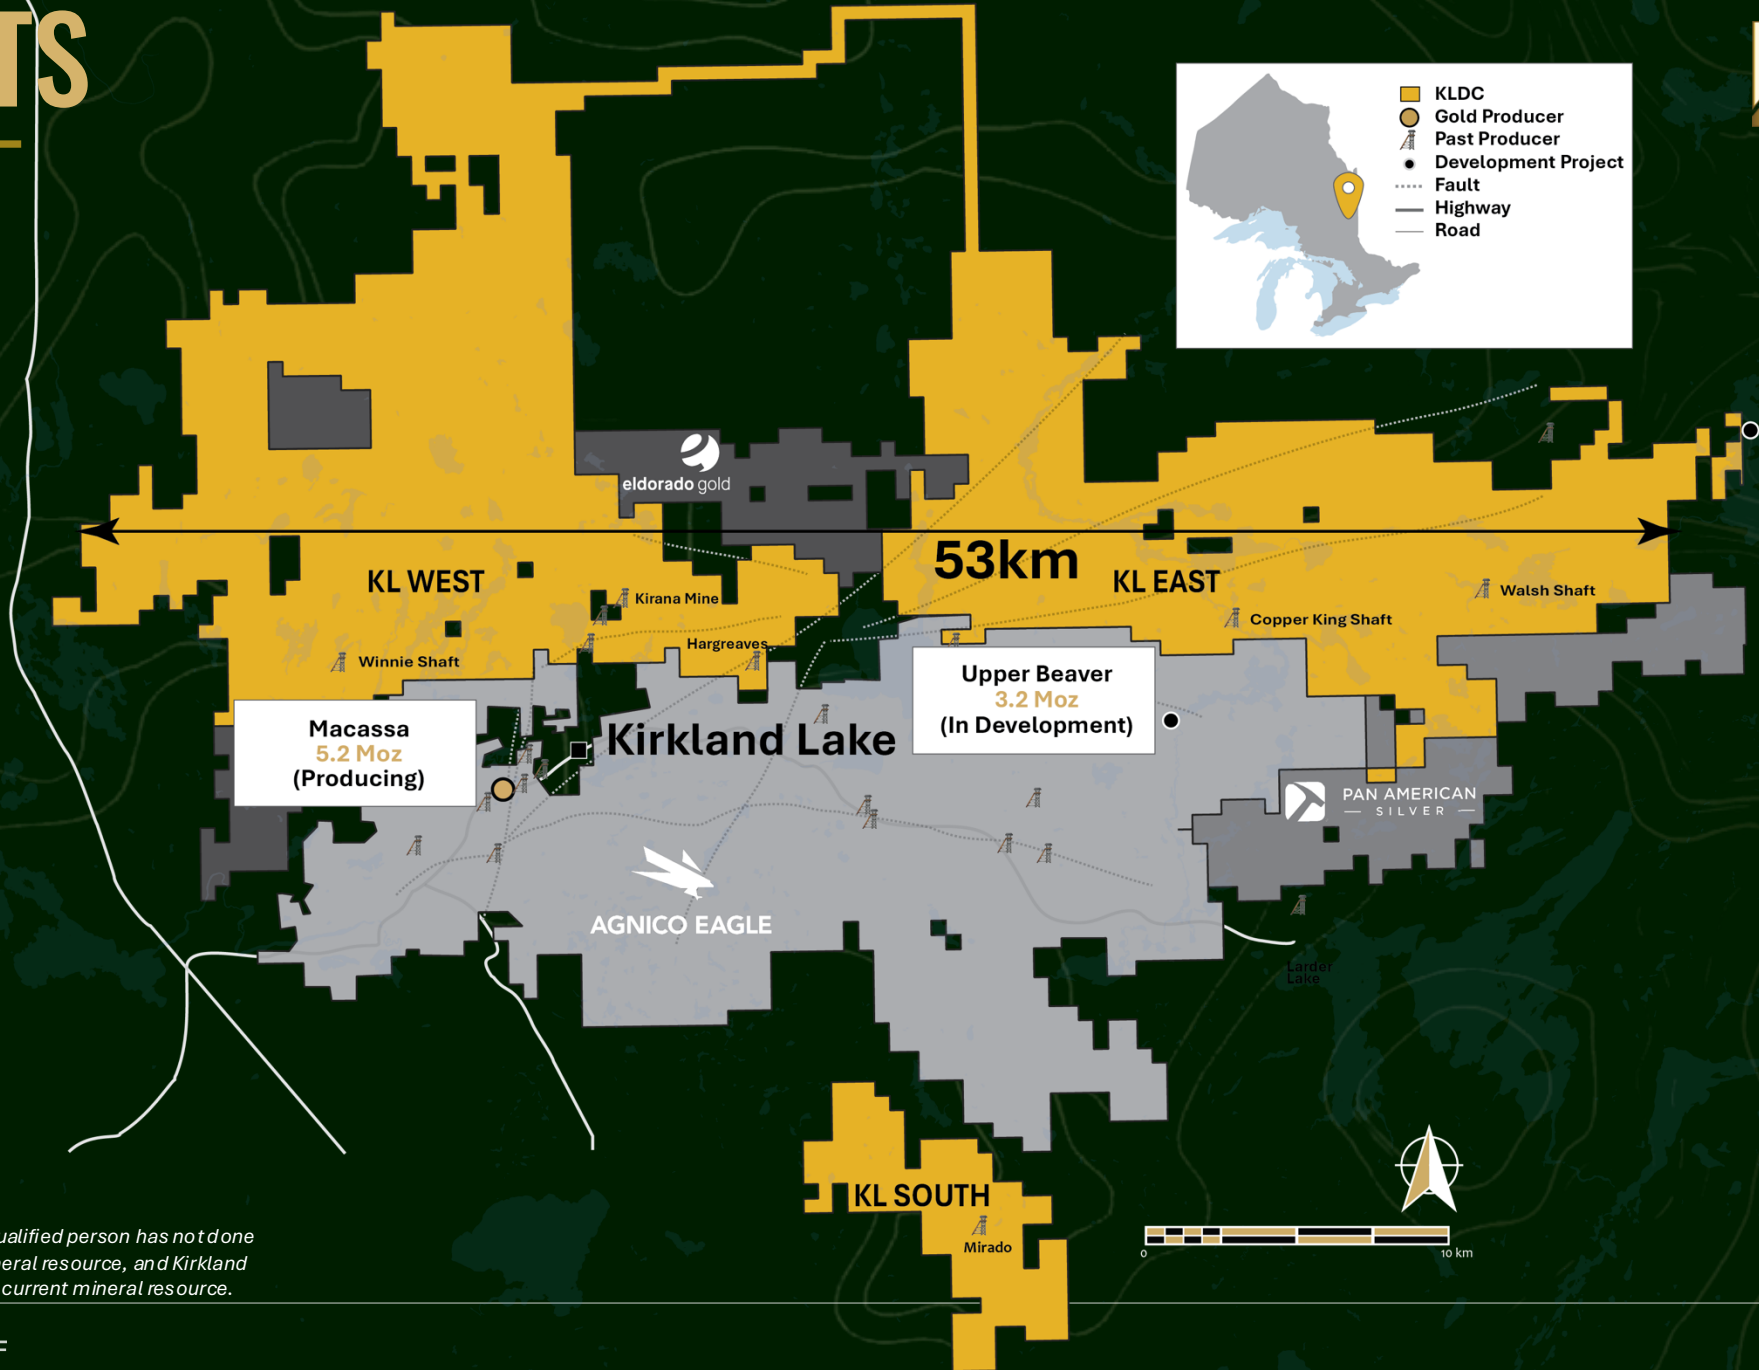 TS
KLDC
Gold Producer
Past Producer
Development Project
Fault
Highway
Road
eldorado gold
53km
KL WEST
KL EAST
Kirana Mine
Walsh Shaft
Copper King Shaft
Hargreaves
Winnie Shaft
Upper Beaver
3.2 Moz
(In Development)
Macassa
5.2 Moz
(Producing)
Kirkland Lake
PAN AMERICAN
SILVER
AGNICO EAGLE
Larder
Lake
KL SOUTH
Mirado
0
10 km
ualified person has not done
eral resource, and Kirkland
current mineral resource.